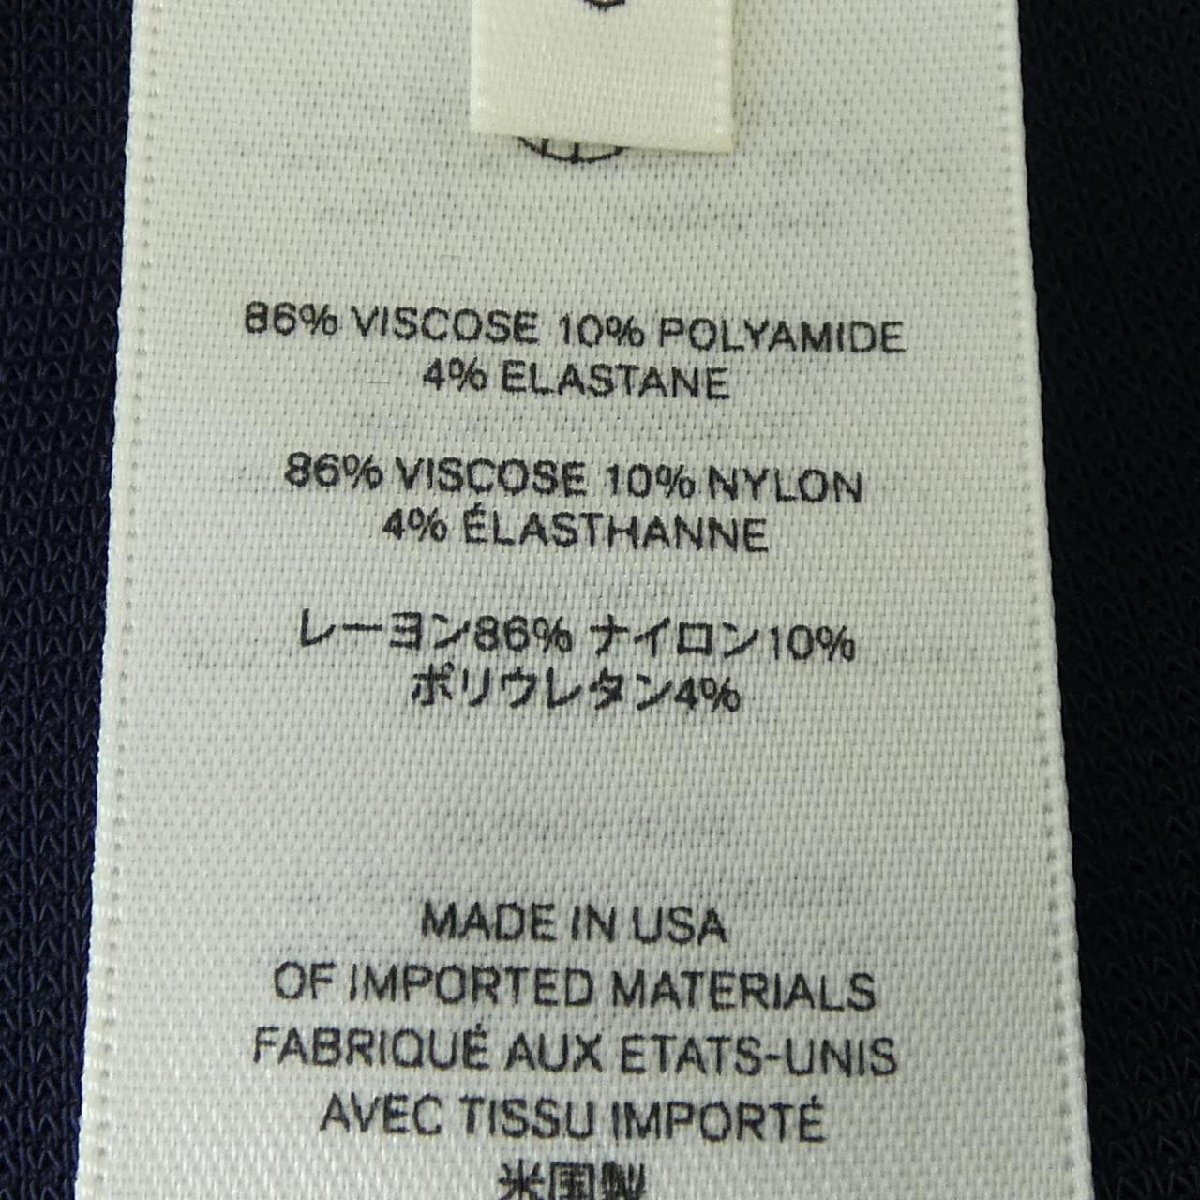 86% VISCOSE 10% POLYAMIDE
4% ELASTANE
86% VISCOSE 10% NYLON
4% ÉLASTHANNE
レーヨン86% ナイロン10%
ポリウレタン4%
MADE IN USA
OF IMPORTED MATERIALS
FABRIQUÉ AUX ETATS-UNIS
AVEC TISSU IMPORTÉ
米国製